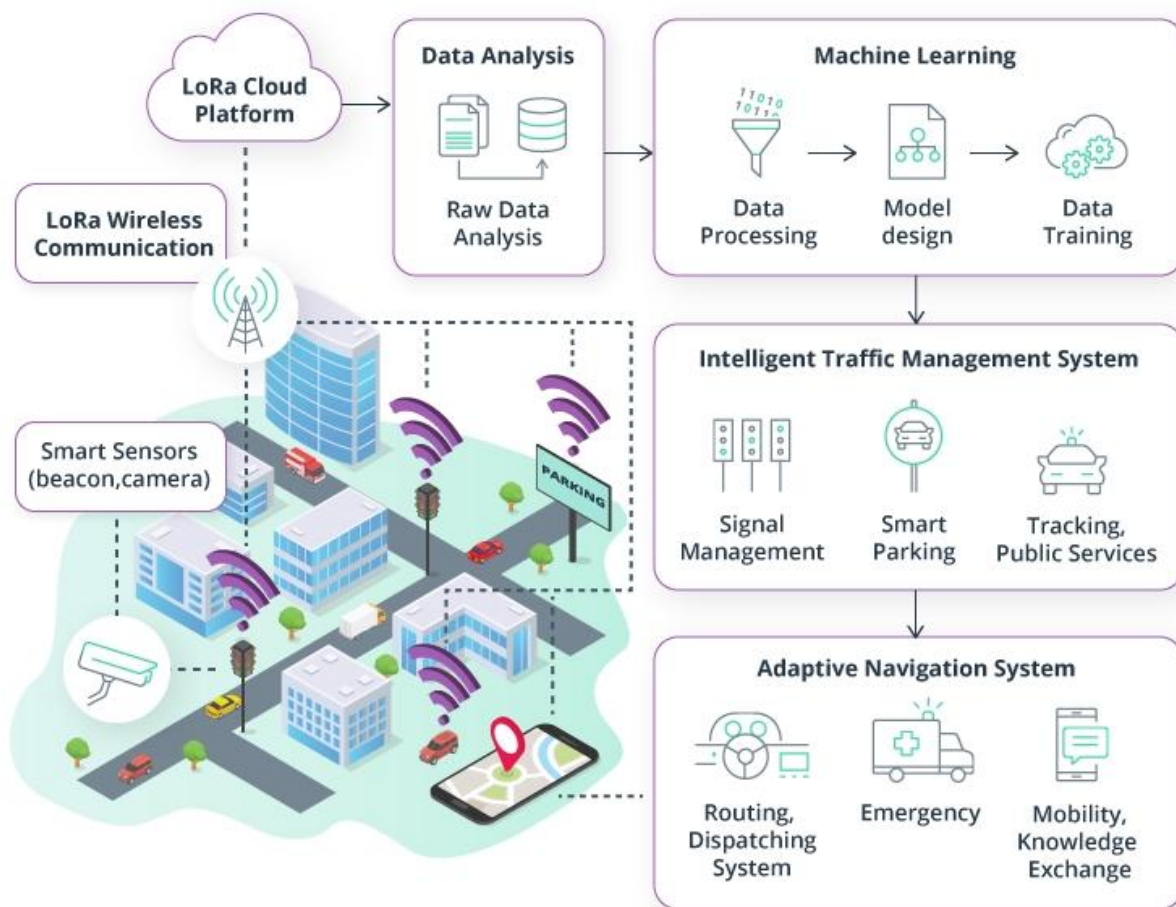 LoRa Cloud
Platform
Data Analysis
Raw Data
Analysis
Machine Learning
11010
Data
Processing
Model
design
Data
Training
LoRa Wireless
Communication
Smart Sensors
(beacon,camera)
PARKING
Intelligent Traffic Management System
Signal
Management
Smart
Parking
Tracking,
Public Services
Adaptive Navigation System
Routing,
Dispatching
System
Emergency
Mobility,
Knowledge
Exchange